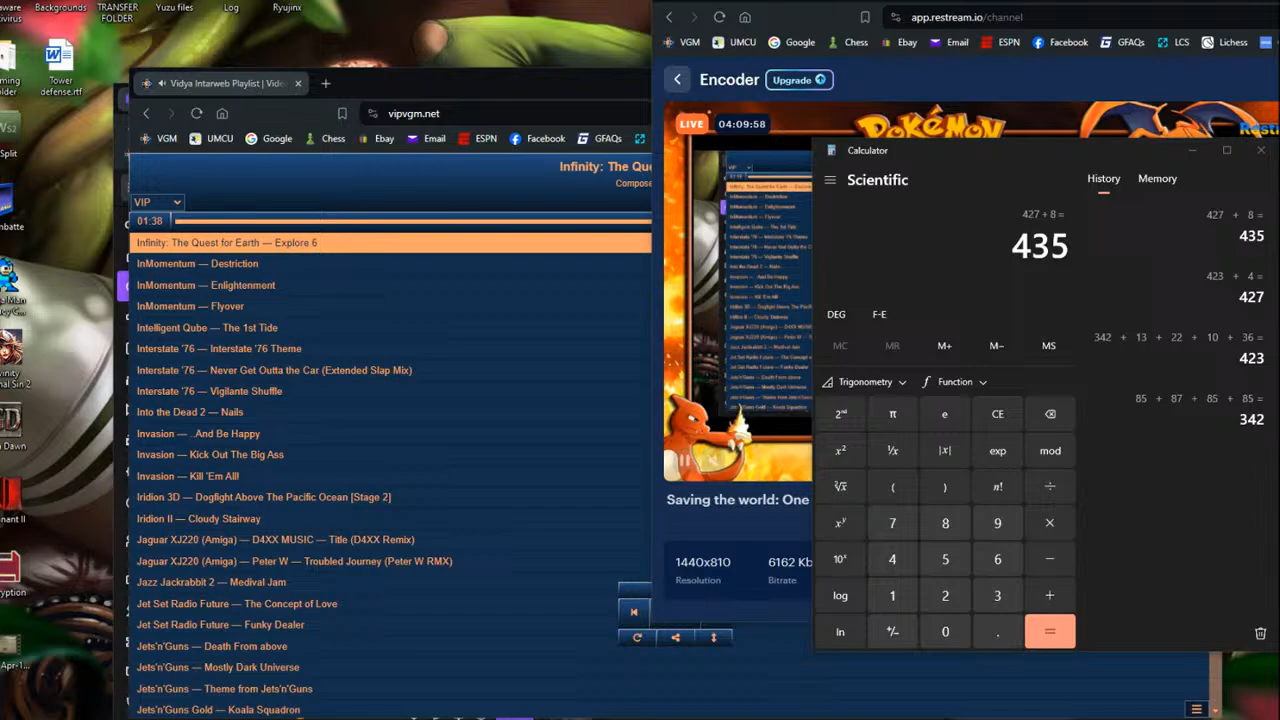 Backgrounds
TRANSFER
FOLDER
Yuzu files
Log
Ryujinx
Tower
defense.rtf
Split
Vidya Intarweb Playlist | Vide
vipvgm.net
VGM
UMCU
Google
Chess
Ebay
Email
ESPN
Facebook
GFAQs
Infinity: The Que
Compose
VIP
01:38
Infinity: The Quest for Earth — Explore 6
InMomentum — Destriction
InMomentum — Enlightenment
InMomentum — Flyover
Intelligent Qube — The 1st Tide
Interstate '76 — Interstate '76 Theme
Interstate '76 — Never Get Outta the Car (Extended Slap Mix)
Interstate '76 — Vigilante Shuffle
Into the Dead 2 — Nails
Invasion — ..And Be Happy
Invasion — Kick Out The Big Ass
Invasion — Kill 'Em All!
Iridion 3D — Dogfight Above The Pacific Ocean [Stage 2]
Iridion II — Cloudy Stairway
Jaguar XJ220 (Amiga) — D4XX MUSIC — Title (D4XX Remix)
Jaguar XJ220 (Amiga) — Peter W — Troubled Journey (Peter W RMX)
Jazz Jackrabbit 2 — Medival Jam
Jet Set Radio Future — The Concept of Love
Jet Set Radio Future — Funky Dealer
Jets'n'Guns — Death From above
Jets'n'Guns — Mostly Dark Universe
Jets'n'Guns — Theme from Jets'n'Guns
Jets'n'Guns Gold — Koala Squadron
app.restream.io/channel
VGM
UMCU
Google
Chess
Ebay
Email
ESPN
Facebook
GFAQs
LCS
Lichess
Encoder
Upgrade
LIVE
04:09:58
POKéMON
Saving the world: One
1440x810
Resolution
6162 Kb
Bitrate
Calculator
Scientific
History
Memory
427 + 8 =
435
DEG
F-E
MC
MR
M+
M−
MS
Trigonometry
Function
2ⁿᵈ
π
e
CE
x²
¹/x
|x|
exp
mod
²√x
(
)
n!
÷
xʸ
7
8
9
×
10ˣ
4
5
6
−
log
1
2
3
+
ln
+/−
0
.
=
427 + 8 =
435
423 + 4 =
427
342 + 13 + 22 + 10 + 36 =
423
85 + 87 + 85 + 85 =
342